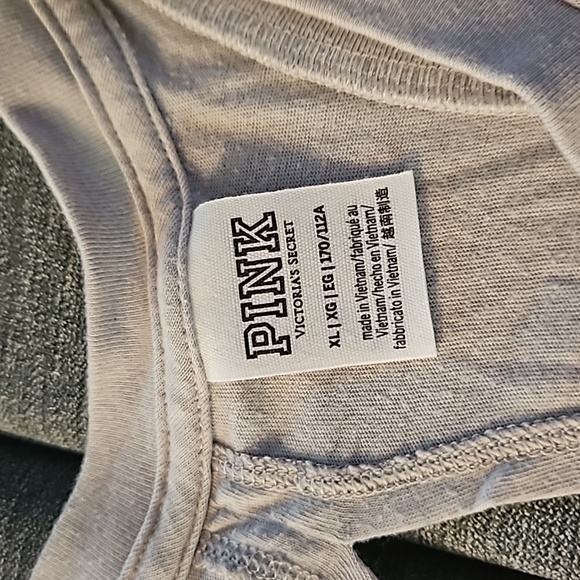 PINK
VICTORIA'S SECRET
XL | XG | EG | 170/112A
made in Vietnam/fabriqué au
Vietnam/hecho en Vietnam/
fabbricato in Vietnam/ 越南制造